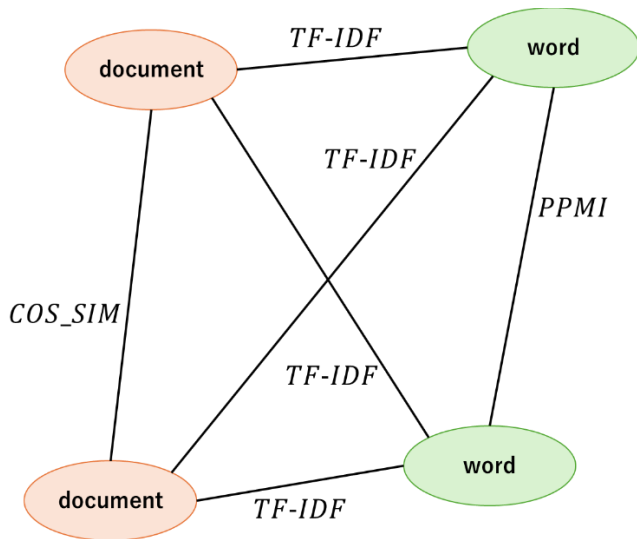 TF-IDF
word
document
TF-IDF
PPMI
COS_SIM
TF-IDF
word
document
TF-IDF